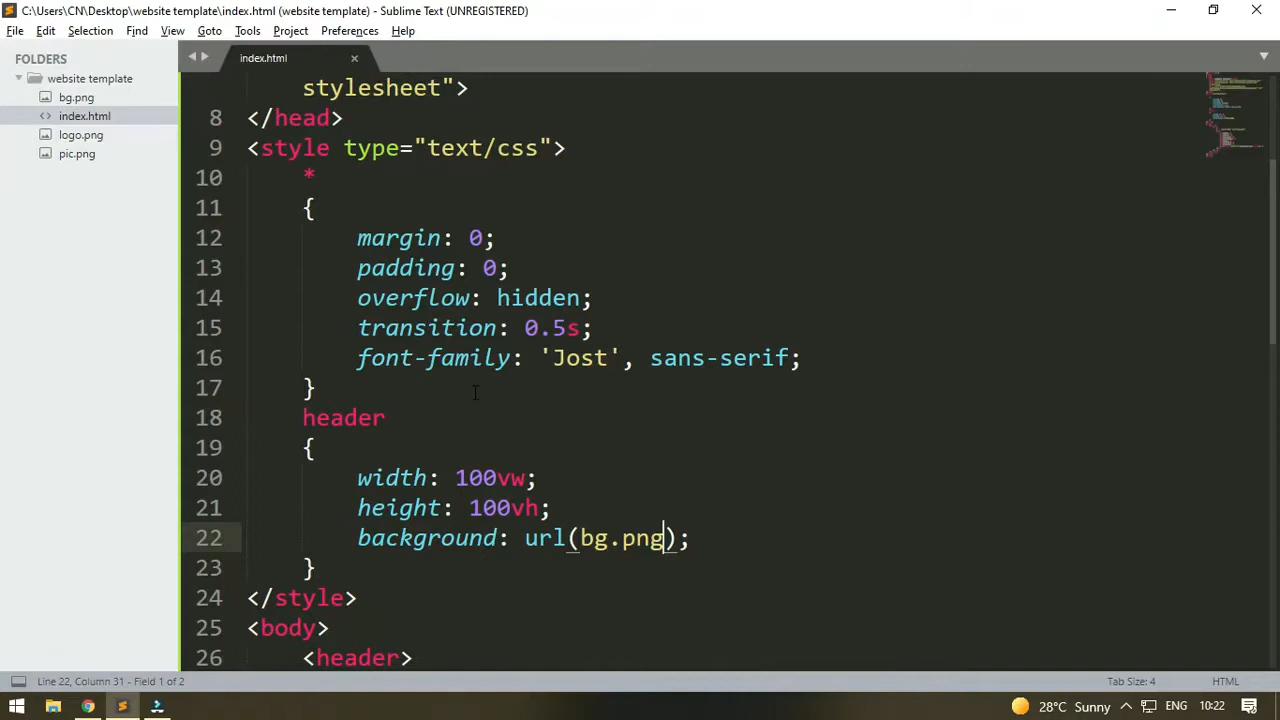 C:\Users\CN\Desktop\website template\index.html (website template) - Sublime Text (UNREGISTERED)
File Edit Selection Find View Goto Tools Project Preferences Help
FOLDERS
website template
bg.png
<> index.html
logo.png
pic.png
index.html
stylesheet">
8 </head>
9 <style type="text/css">
10 *
11 {
12 margin: 0;
13 padding: 0;
14 overflow: hidden;
15 transition: 0.5s;
16 font-family: 'Jost', sans-serif;
17 }
18 header
19 {
20 width: 100vw;
21 height: 100vh;
22 background: url(bg.png);
23 }
24 </style>
25 <body>
26 <header>
Line 22, Column 31 - Field 1 of 2
Tab Size: 4
HTML
28°C Sunny
ENG
10:22